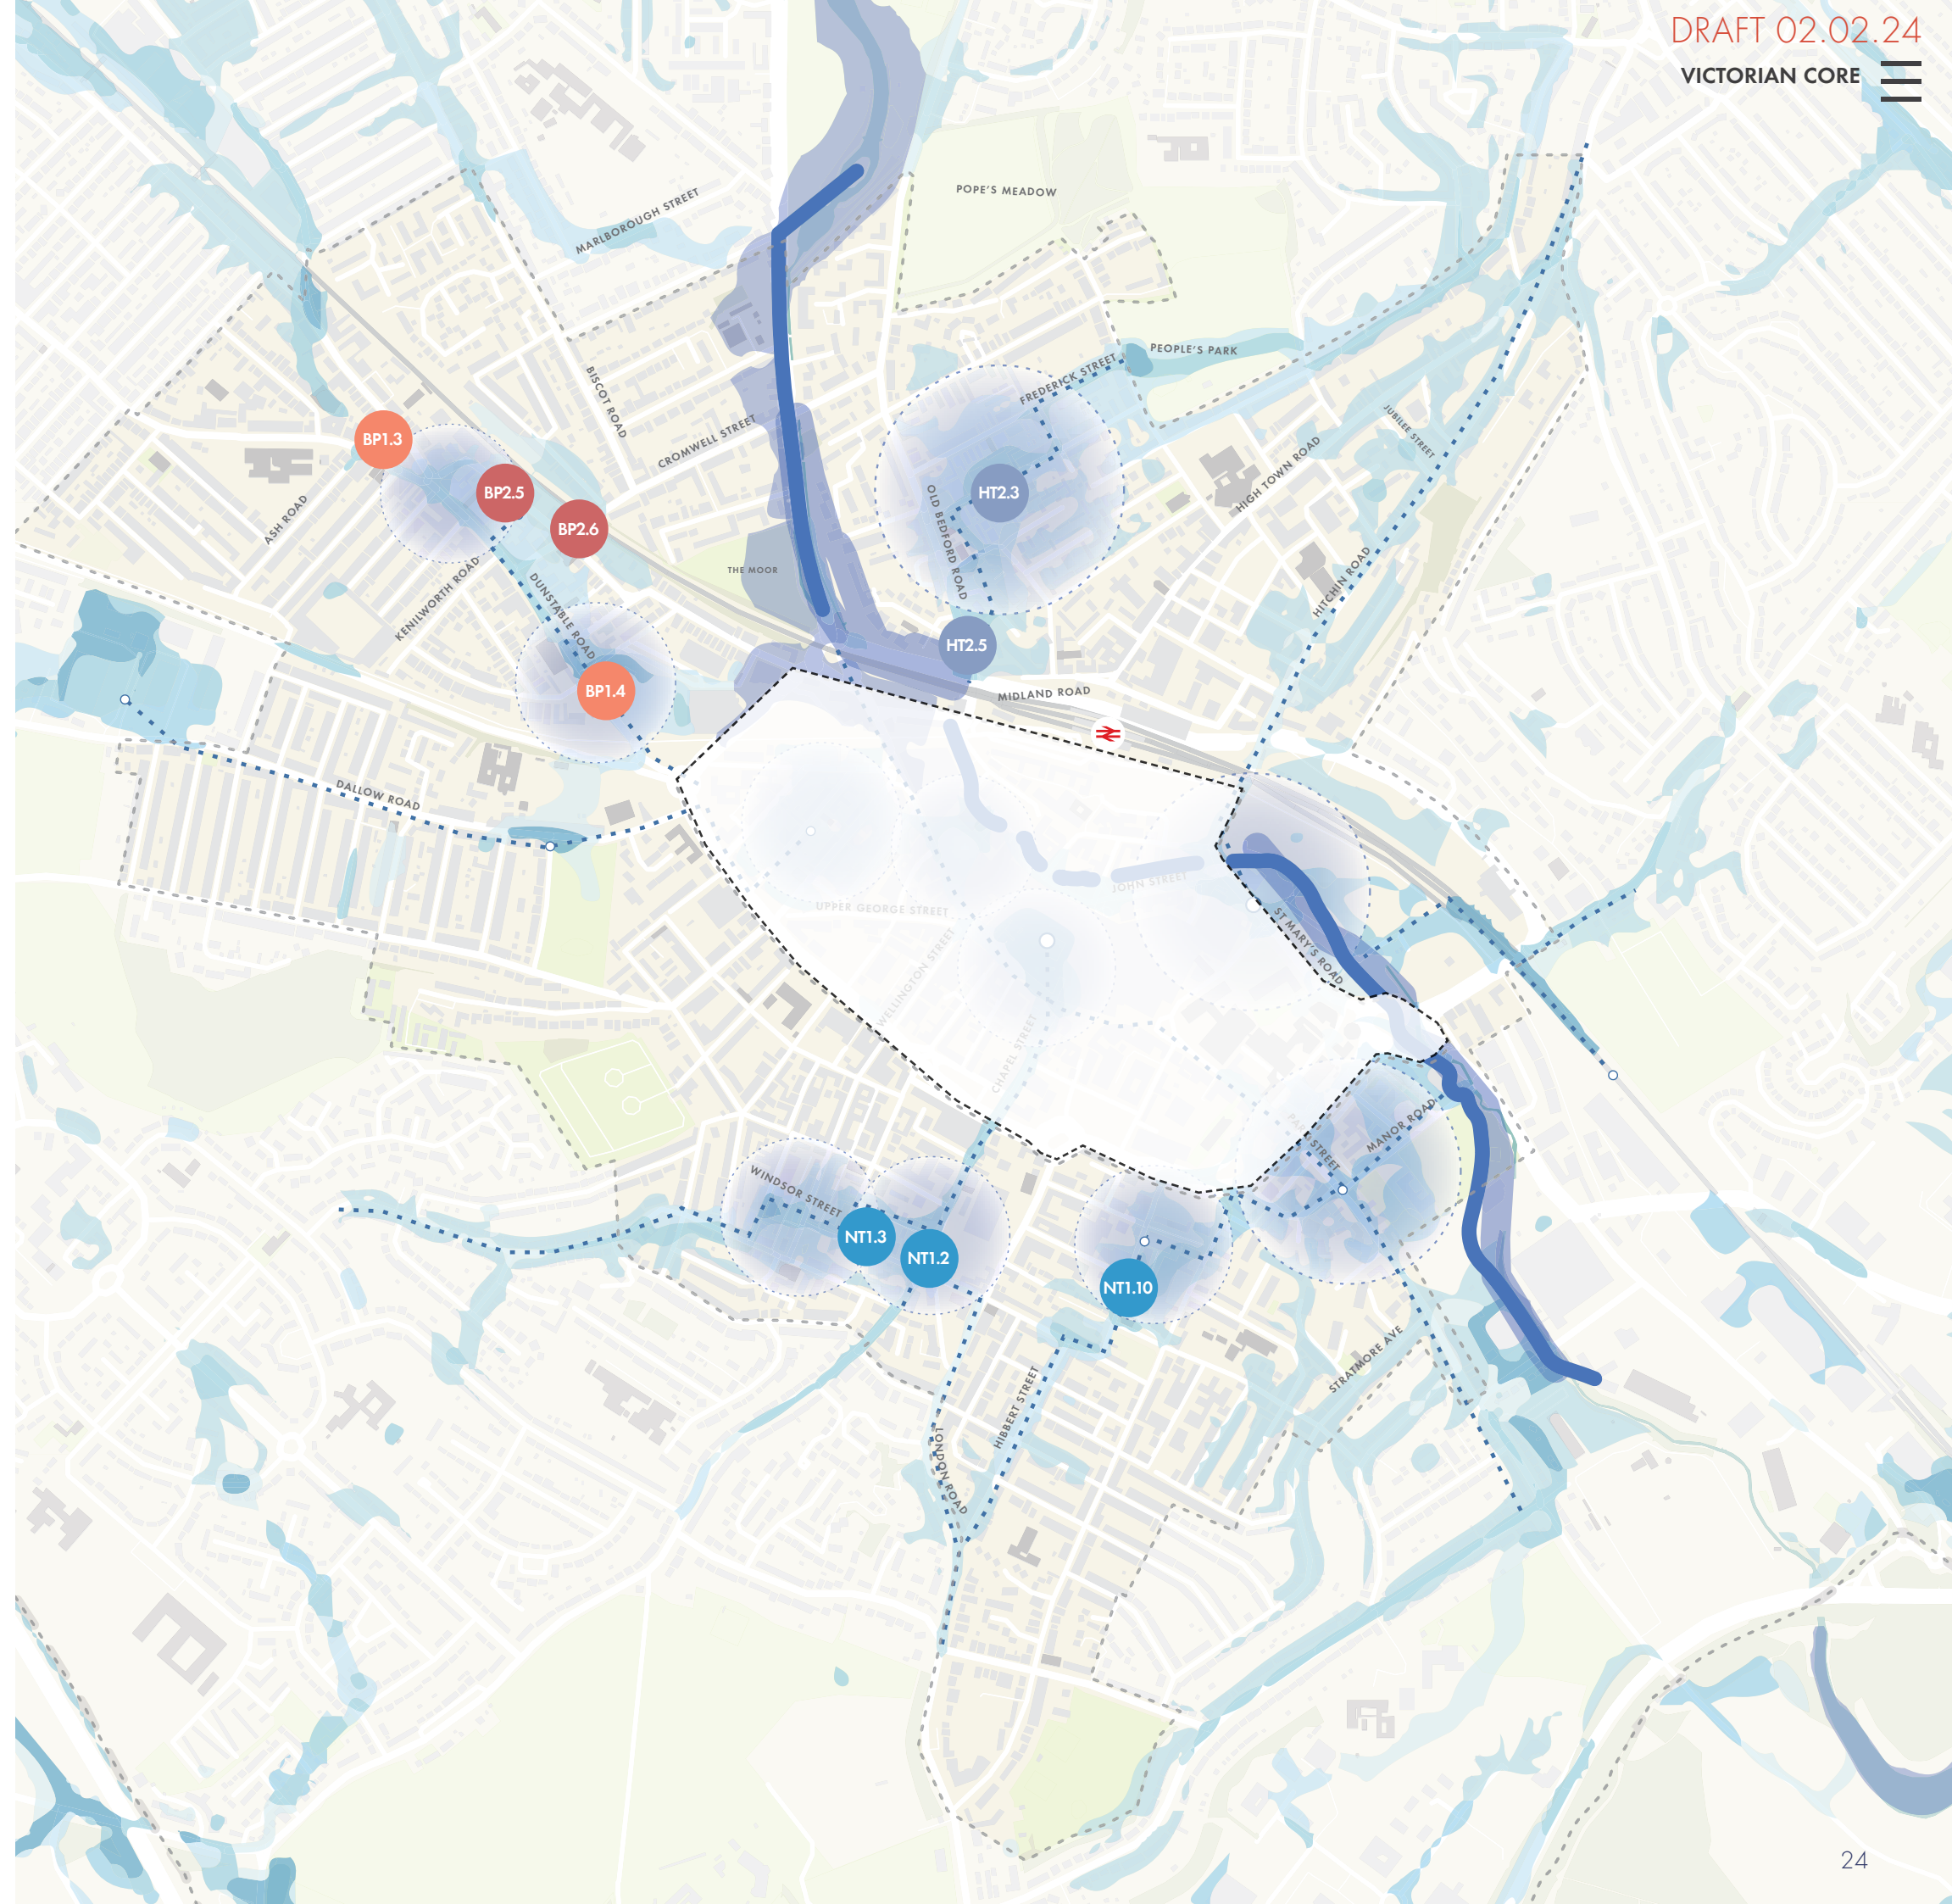 DRAFT 02.02.24
VICTORIAN CORE
POPE'S MEADOW
MARLBOROUGH STREET
PEOPLE'S PARK
FREDERICK STREET
BISCOT ROAD
CROMWELL STREET
JUBILEE STREET
HIGH TOWN ROAD
BP1.3
BP2.5
BP2.6
HT2.3
OLD BEDFORD ROAD
ASH ROAD
KENILWORTH ROAD
DUNSTABLE ROAD
THE MOOR
HITCHIN ROAD
HT2.5
BP1.4
MIDLAND ROAD
DALLOW ROAD
JOHN STREET
UPPER GEORGE STREET
WELLINGTON STREET
ST MARY'S ROAD
CHAPEL STREET
MANOR ROAD
STREET
WINDSOR STREET
NT1.3
NT1.2
NT1.10
STRATMORE AVE
HIBBERT STREET
LONDON ROAD
24